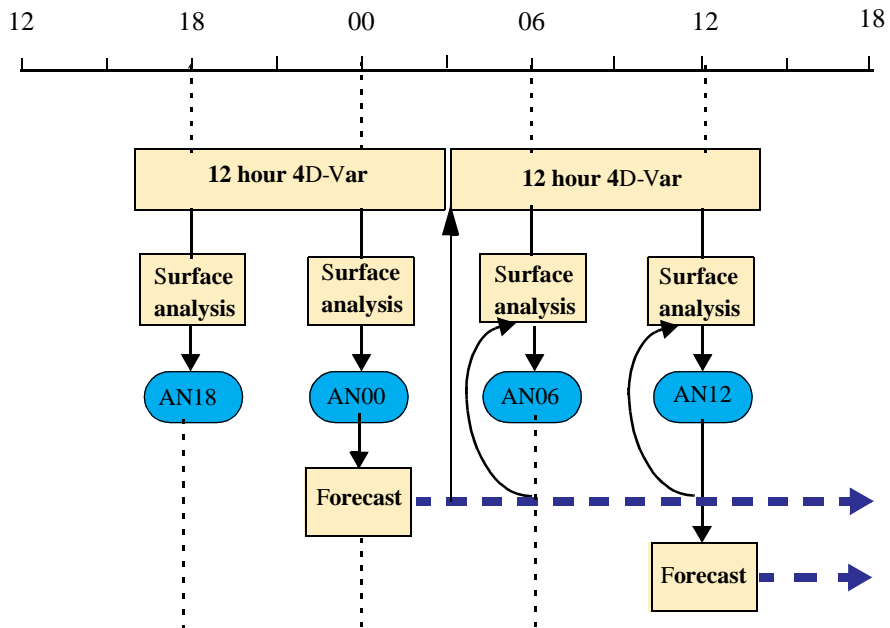 12 18 00 06 12 18
12 hour 4D-Var 12 hour 4D-Var
Surface
analysis
Surface
analysis
Surface
analysis
Surface
analysis
AN18 AN00 AN06 AN12
Forecast
Forecast